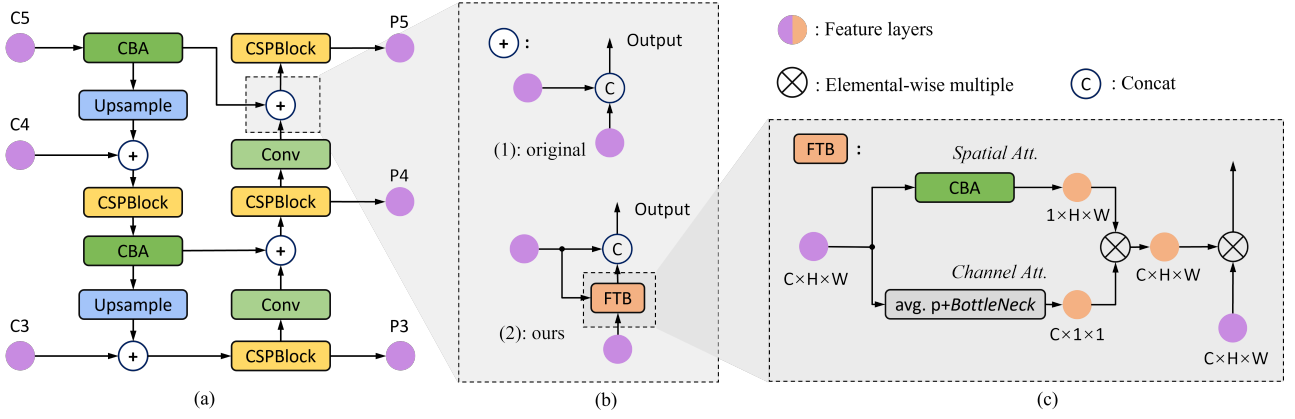 C5
CBA
CSPBlock
P5
Upsample
+
C4
+
Conv
P4
CSPBlock
CSPBlock
CBA
+
Upsample
Conv
C3
P3
+
CSPBlock
(a)
+ :
Output
C
(1): original
Output
C
FTB
(2): ours
(b)
: Feature layers
: Elemental-wise multiple
C : Concat
FTB :
Spatial Att.
CBA
1×H×W
C×H×W
C×H×W
Channel Att.
avg. p+BottleNeck
C×1×1
C×H×W
(c)